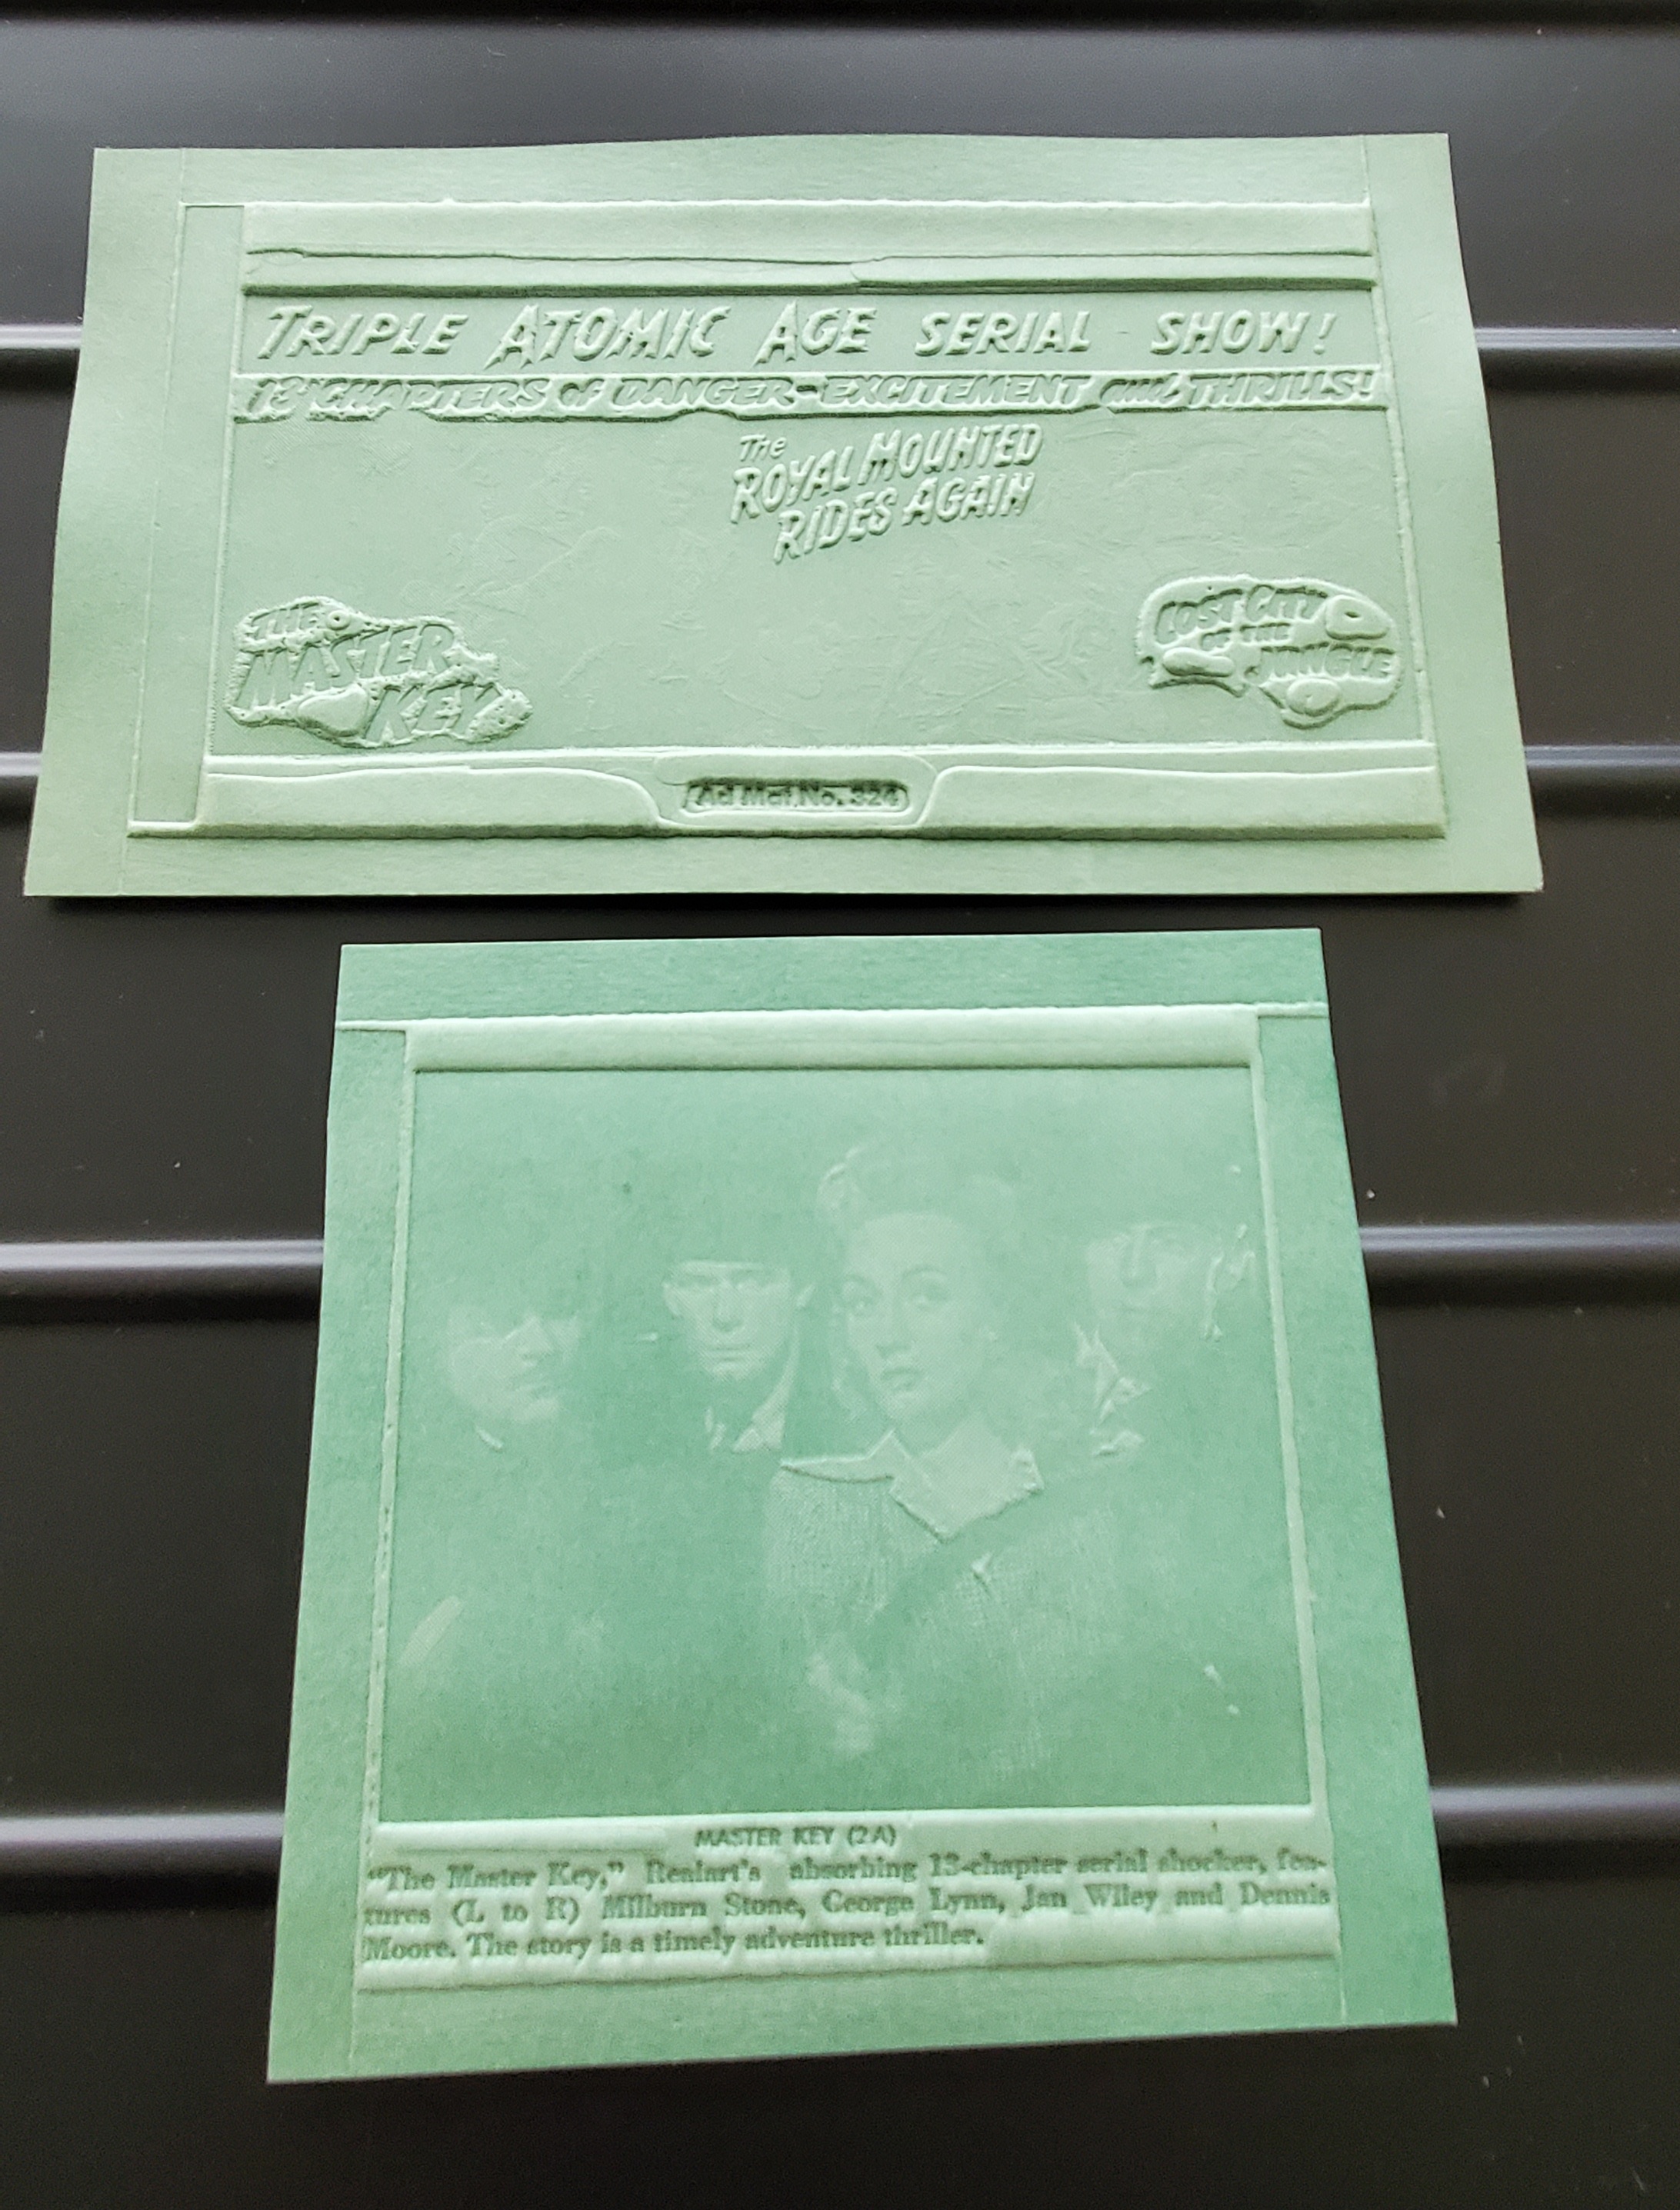 TRIPLE ATOMIC AGE SERIAL SHOW!
13 CHAPTERS OF DANGER-EXCITEMENT and THRILLS!
The
ROYAL MOUNTED
RIDES AGAIN
THE
MASTER
KEY
LOST CITY
OF THE
JUNGLE
Ad Mat No. 324
MASTER KEY (2A)
"The Master Key," Realart's absorbing 13-chapter serial shocker, fea-
tures (L to R) Milburn Stone, George Lynn, Jan Wiley and Dennis
Moore. The story is a timely adventure thriller.